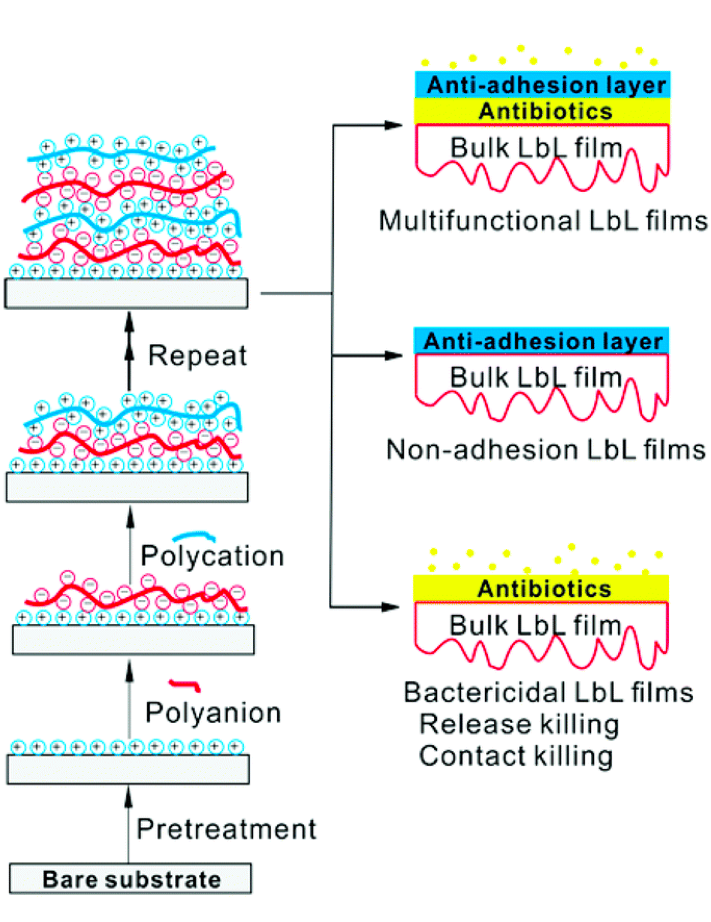 Anti-adhesion layer
Antibiotics
Bulk LbL film
Multifunctional LbL films
Repeat
Anti-adhesion layer
Bulk LbL film
Non-adhesion LbL films
Polycation
Antibiotics
Bulk LbL film
Polyanion
Bactericidal LbL films
Release killing
Contact killing
Pretreatment
Bare substrate